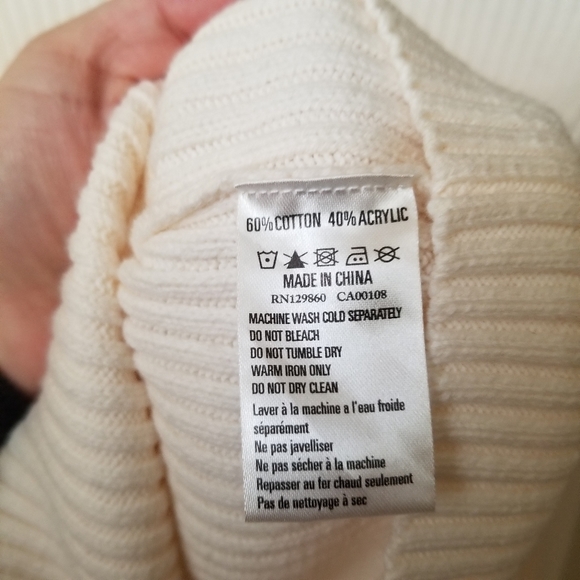 60% COTTON 40% ACRYLIC
MADE IN CHINA
RN129860 CA00108
MACHINE WASH COLD SEPARATELY
DO NOT BLEACH
DO NOT TUMBLE DRY
WARM IRON ONLY
DO NOT DRY CLEAN
Laver à la machine a l'eau froide
séparément
Ne pas javelliser
Ne pas sécher à la machine
Repasser au fer chaud seulement
Pas de nettoyage à sec